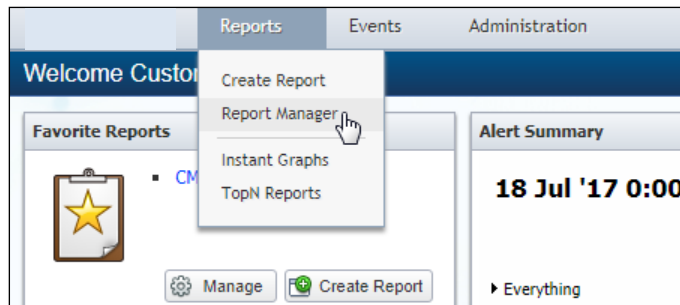 Reports Events Administration
Welcome Custo
Create Report
Report Manager
Favorite Reports
Alert Summary
CM
Instant Graphs
TopN Reports
18 Jul '17 0:00
Manage
Create Report
Everything